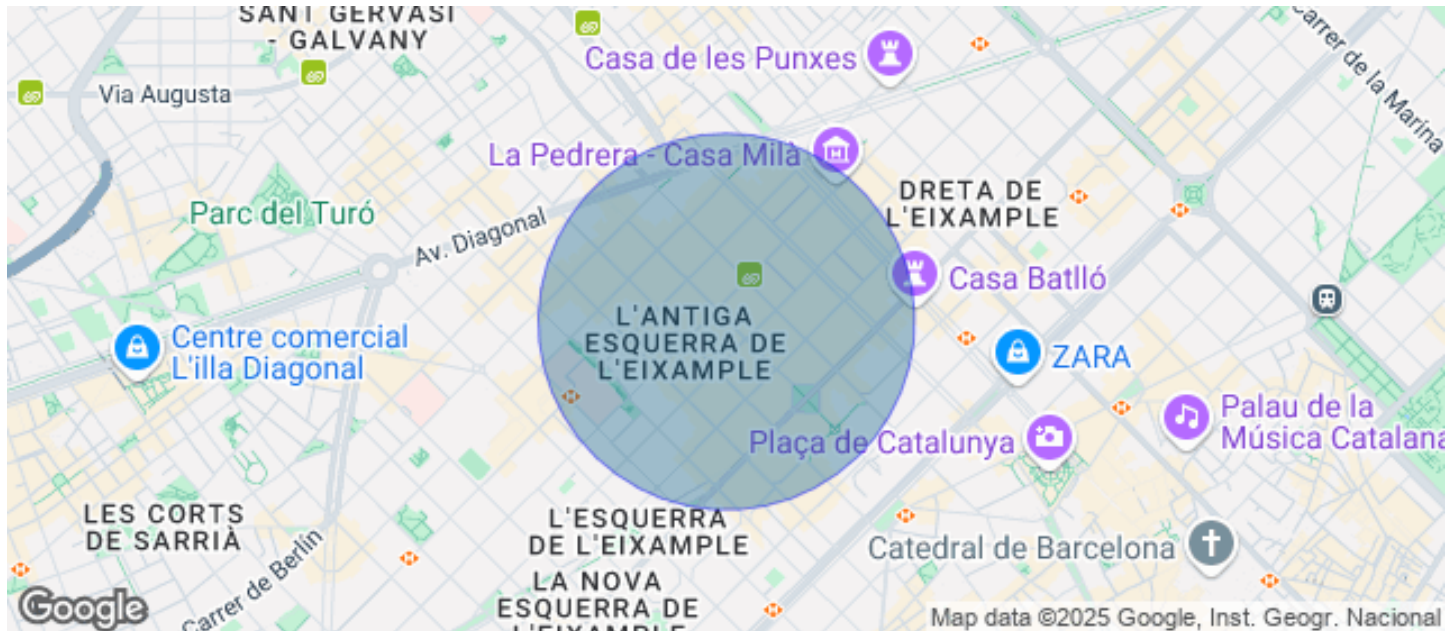 SANT GERVASI
- GALVANY
Casa de les Punxes
Carrer de la Marina
Via Augusta
La Pedrera - Casa Milà
DRETA DE
L'EIXAMPLE
Parc del Turó
Av. Diagonal
Casa Batlló
L'ANTIGA
ESQUERRA DE
L'EIXAMPLE
Centre comercial
L'illa Diagonal
ZARA
Palau de la
Música Catalana
Plaça de Catalunya
LES CORTS
DE SARRIÀ
L'ESQUERRA
DE L'EIXAMPLE
Catedral de Barcelona
Carrer de Berlín
LA NOVA
ESQUERRA DE
L'EIXAMPLE
Google
Map data ©2025 Google, Inst. Geogr. Nacional